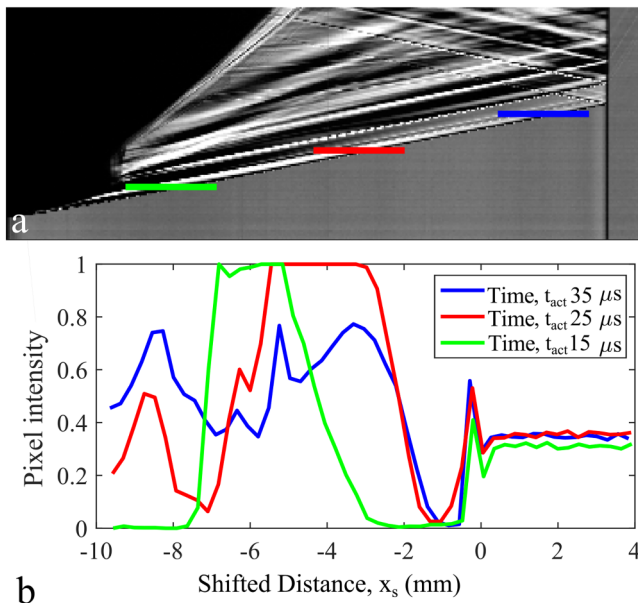 a
1
0.8
0.6
0.4
0.2
0
Pixel intensity
Time, tact 35 μs
Time, tact 25 μs
Time, tact 15 μs
-10 -8 -6 -4 -2 0 2 4
Shifted Distance, xs (mm)
b